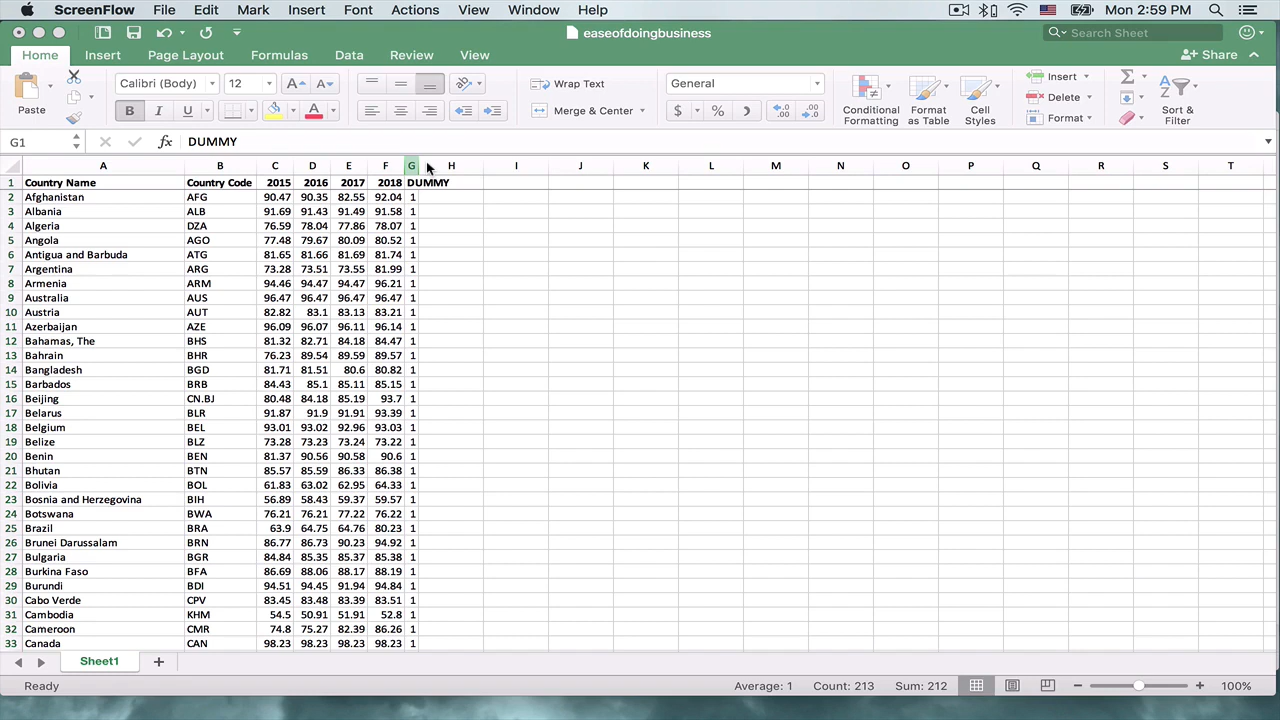 ScreenFlow File Edit Mark Insert Font Actions View Window Help 2:59 PM
easeofdoingbusiness Search Sheet
Home Insert Page Layout Formulas Data Review View Share
Paste Calibri (Body) 12 A A Wrap Text General Conditional Formatting Format as Table Cell Styles Insert Sort & Filter
B I U A Merge & Center $ % Delete
Format
G1 fx DUMMY
A B C D E F G H I J K L M N O P Q R S T
1 Country Name Country Code 2015 2016 2017 2018 DUMMY
2 Afghanistan AFG 90.47 90.35 82.55 92.04 1
3 Albania ALB 91.69 91.43 91.49 91.58 1
4 Algeria DZA 76.59 78.04 77.86 78.07 1
5 Angola AGO 77.48 79.67 80.09 80.52 1
6 Antigua and Barbuda ATG 81.65 81.66 81.69 81.74 1
7 Argentina ARG 73.28 73.51 73.55 81.99 1
8 Armenia ARM 94.46 94.47 94.47 96.21 1
9 Australia AUS 96.47 96.47 96.47 96.47 1
10 Austria AUT 82.82 83.1 83.13 83.21 1
11 Azerbaijan AZE 96.09 96.07 96.11 96.14 1
12 Bahamas, The BHS 81.32 82.71 84.18 84.47 1
13 Bahrain BHR 76.23 89.54 89.59 89.57 1
14 Bangladesh BGD 81.71 81.51 80.6 80.82 1
15 Barbados BRB 84.43 85.1 85.11 85.15 1
16 Beijing CN.BJ 80.48 84.18 85.19 93.7 1
17 Belarus BLR 91.87 91.9 91.91 93.39 1
18 Belgium BEL 93.01 93.02 92.96 93.03 1
19 Belize BLZ 73.28 73.23 73.24 73.22 1
20 Benin BEN 81.37 90.56 90.58 90.6 1
21 Bhutan BTN 85.57 85.59 86.33 86.38 1
22 Bolivia BOL 61.83 63.02 62.95 64.33 1
23 Bosnia and Herzegovina BIH 56.89 58.43 59.37 59.57 1
24 Botswana BWA 76.21 76.21 77.22 76.22 1
25 Brazil BRA 63.9 64.75 64.76 80.23 1
26 Brunei Darussalam BRN 86.77 86.73 90.23 94.92 1
27 Bulgaria BGR 84.84 85.35 85.37 85.38 1
28 Burkina Faso BFA 86.69 88.06 88.17 88.19 1
29 Burundi BDI 94.51 94.45 91.94 94.84 1
30 Cabo Verde CPV 83.45 83.48 83.39 83.51 1
31 Cambodia KHM 54.5 50.91 51.91 52.8 1
32 Cameroon CMR 74.8 75.27 82.39 86.26 1
33 Canada CAN 98.23 98.23 98.23 98.23 1
Sheet1
Ready Average: 1 Count: 213 Sum: 212 100%